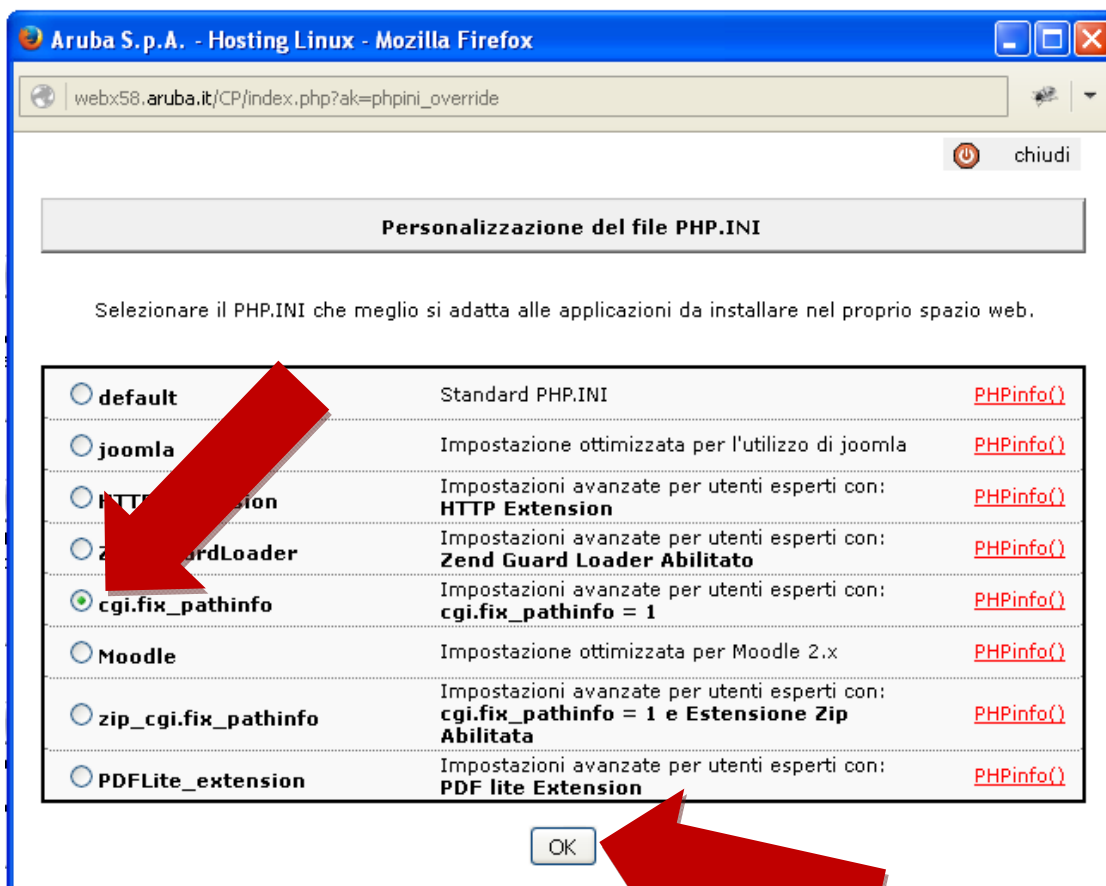 Aruba S.p.A. - Hosting Linux - Mozilla Firefox
webx58.aruba.it/CP/index.php?ak=phpini_override
chiudi
Personalizzazione del file PHP.INI
Selezionare il PHP.INI che meglio si adatta alle applicazioni da installare nel proprio spazio web.
default Standard PHP.INI PHPinfo()
joomla Impostazione ottimizzata per l'utilizzo di joomla PHPinfo()
Impostazioni avanzate per utenti esperti con:
HTTP Extension PHPinfo()
Impostazioni avanzate per utenti esperti con:
Zend Guard Loader Abilitato PHPinfo()
cgi.fix_pathinfo Impostazioni avanzate per utenti esperti con:
cgi.fix_pathinfo = 1 PHPinfo()
Moodle Impostazione ottimizzata per Moodle 2.x PHPinfo()
Impostazioni avanzate per utenti esperti con:
zip_cgi.fix_pathinfo cgi.fix_pathinfo = 1 e Estensione Zip PHPinfo()
Abilitata
PDFLite_extension Impostazioni avanzate per utenti esperti con:
PDF lite Extension PHPinfo()
OK